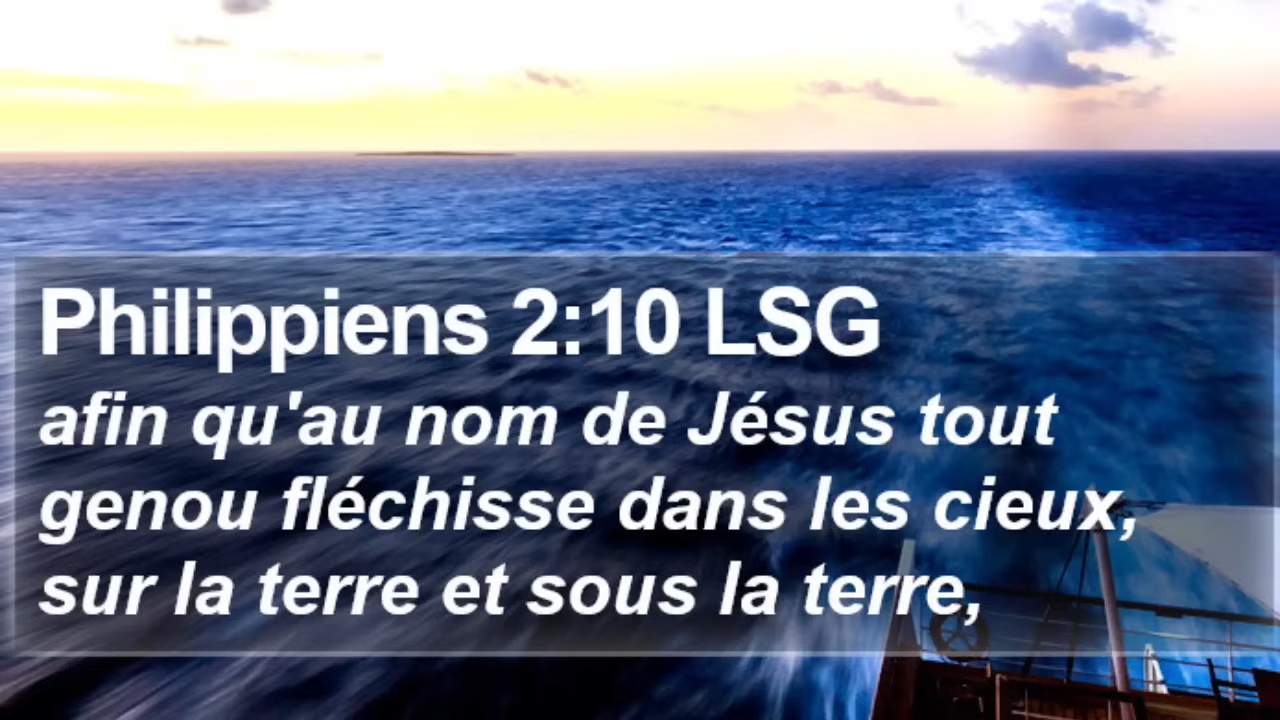 Philippiens 2:10 LSG
afin qu'au nom de Jésus tout
genou fléchisse dans les cieux,
sur la terre et sous la terre,